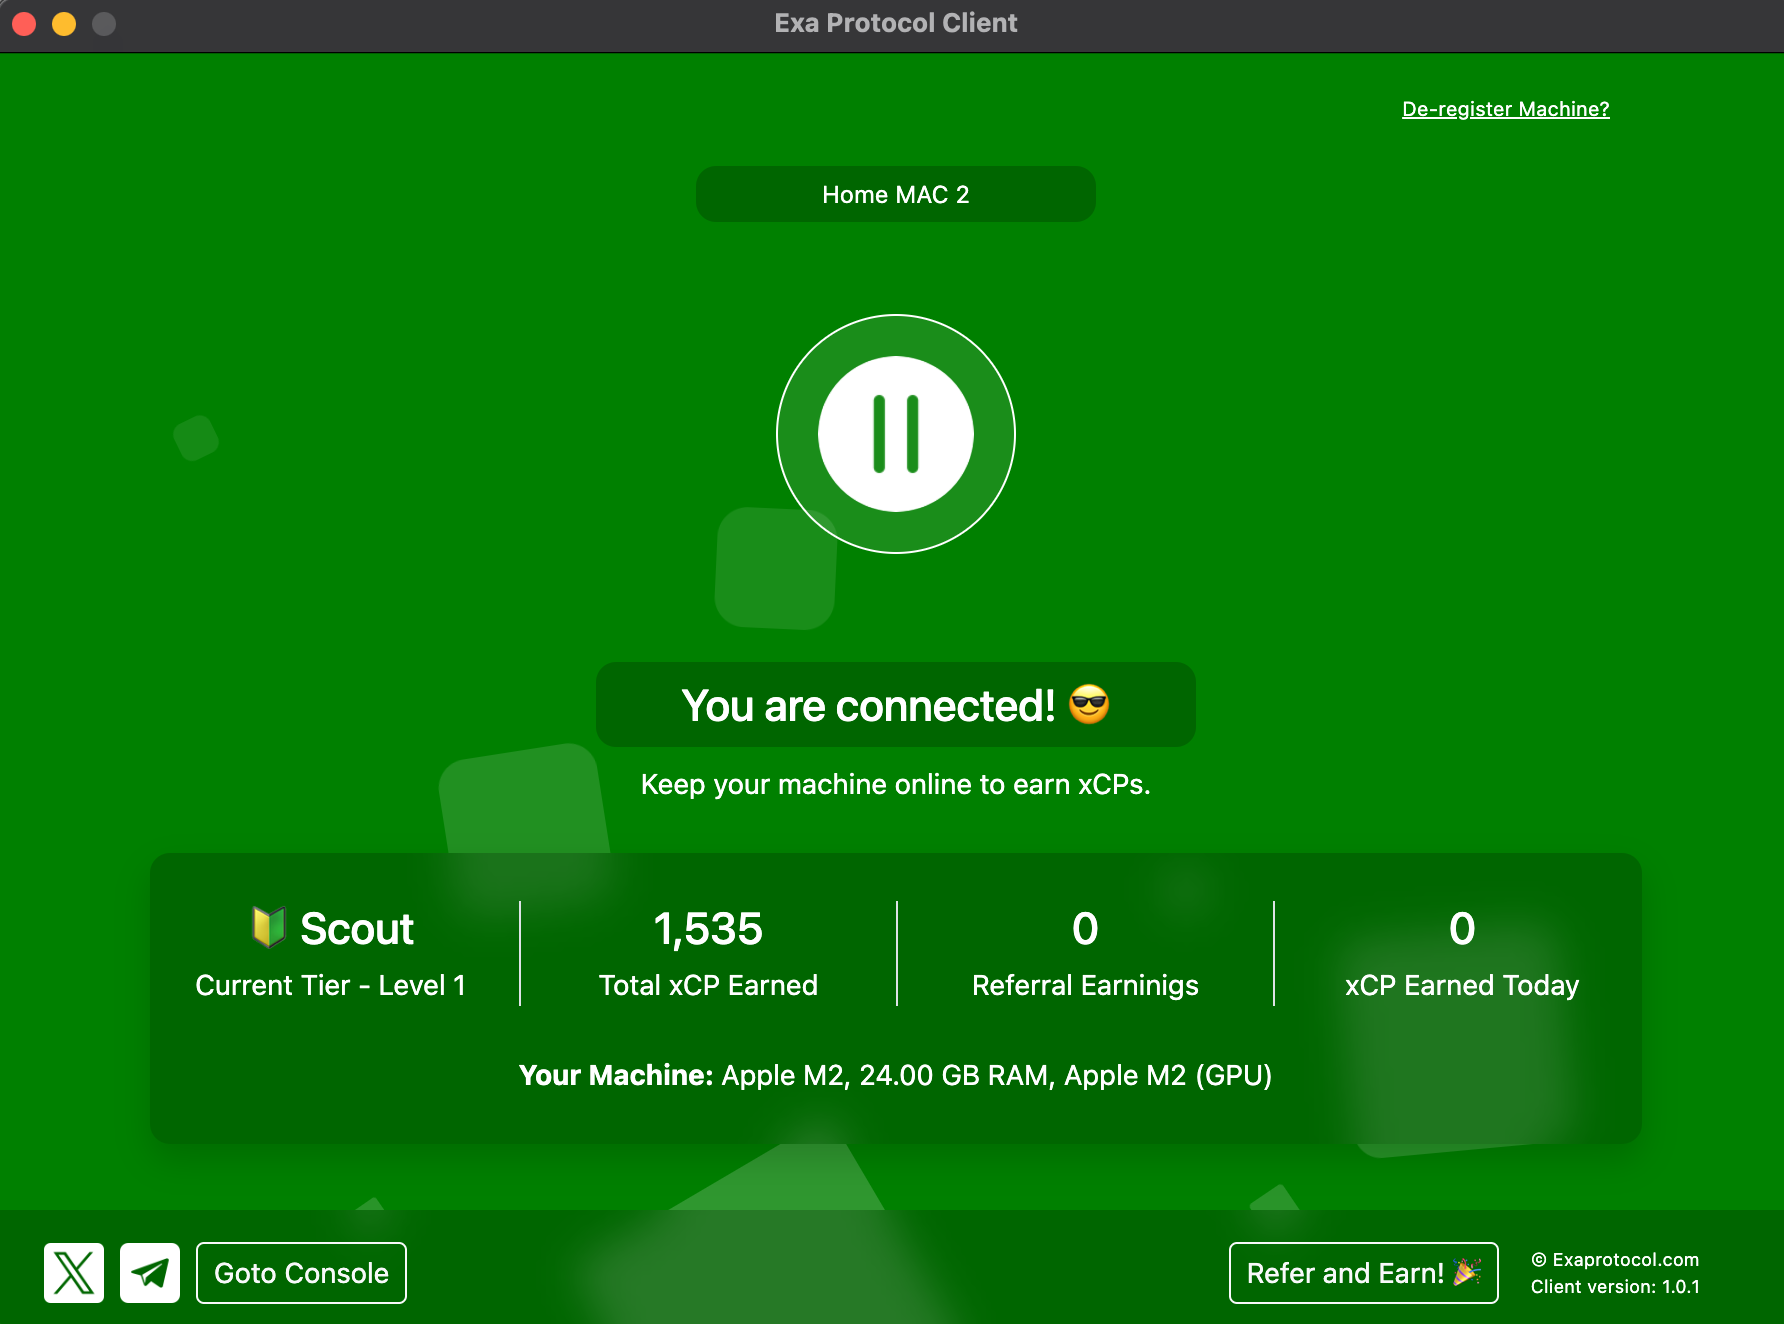 Exa Protocol Client
De-register Machine?
Home MAC 2
You are connected! 😎
Keep your machine online to earn xCPs.
🔰 Scout
Current Tier - Level 1
1,535
Total xCP Earned
0
Referral Earninigs
0
xCP Earned Today
Your Machine: Apple M2, 24.00 GB RAM, Apple M2 (GPU)
Goto Console
Refer and Earn! 🎉
© Exaprotocol.com
Client version: 1.0.1